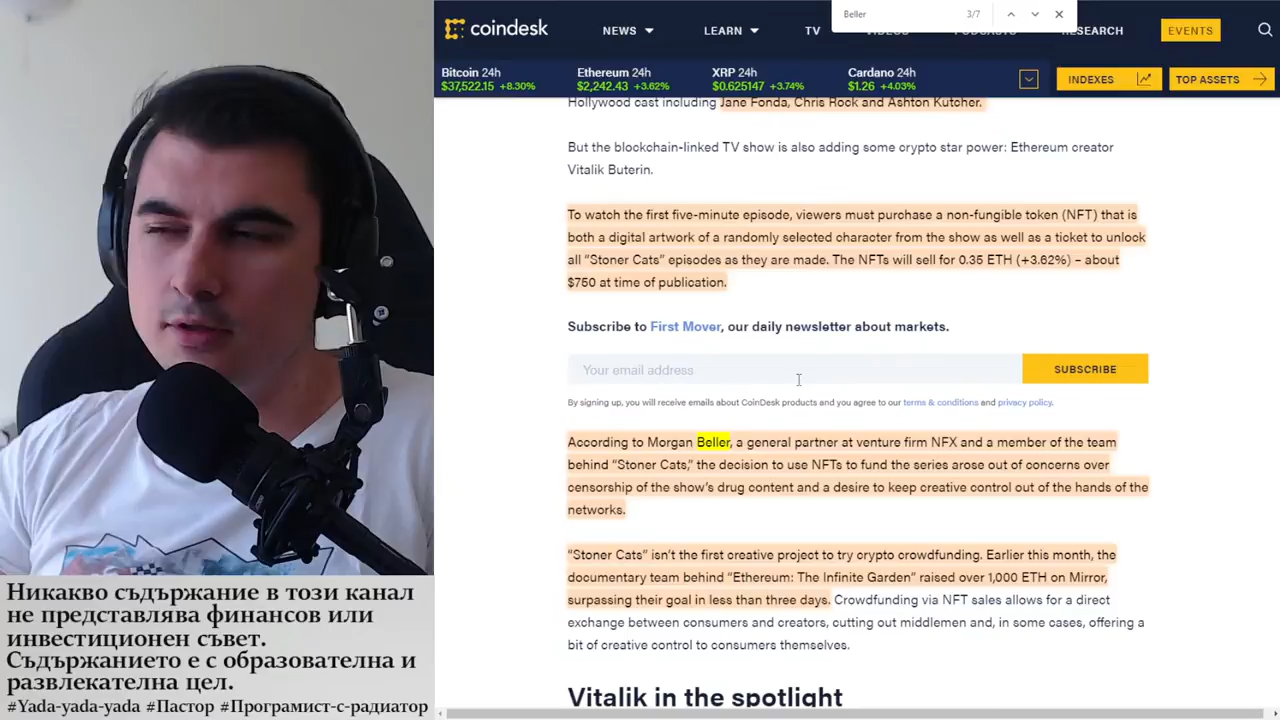 Beller 3/7
coindesk NEWS LEARN TV RESEARCH EVENTS
Bitcoin 24h Ethereum 24h XRP 24h Cardano 24h
$37,522.15 +8.30% $2,242.43 +3.62% $0.625147 +3.74% $1.26 +4.03%
INDEXES TOP ASSETS
Hollywood cast including Jane Fonda, Chris Rock and Ashton Kutcher.
But the blockchain-linked TV show is also adding some crypto star power: Ethereum creator
Vitalik Buterin.
To watch the first five-minute episode, viewers must purchase a non-fungible token (NFT) that is
both a digital artwork of a randomly selected character from the show as well as a ticket to unlock
all “Stoner Cats” episodes as they are made. The NFTs will sell for 0.35 ETH (+3.62%) – about
$750 at time of publication.
Subscribe to First Mover, our daily newsletter about markets.
Your email address
SUBSCRIBE
By signing up, you will receive emails about CoinDesk products and you agree to our terms & conditions and privacy policy.
According to Morgan Beller, a general partner at venture firm NFX and a member of the team
behind “Stoner Cats,” the decision to use NFTs to fund the series arose out of concerns over
censorship of the show’s drug content and a desire to keep creative control out of the hands of the
networks.
“Stoner Cats” isn’t the first creative project to try crypto crowdfunding. Earlier this month, the
documentary team behind “Ethereum: The Infinite Garden” raised over 1,000 ETH on Mirror,
surpassing their goal in less than three days. Crowdfunding via NFT sales allows for a direct
exchange between consumers and creators, cutting out middlemen and, in some cases, offering a
bit of creative control to consumers themselves.
Vitalik in the spotlight
Никакво съдържание в този канал
не представлява финансов или
инвестиционен съвет.
Съдържанието е с образователна и
развлекателна цел.
#Yada-yada-yada #Пастор #Програмист-с-радиатор